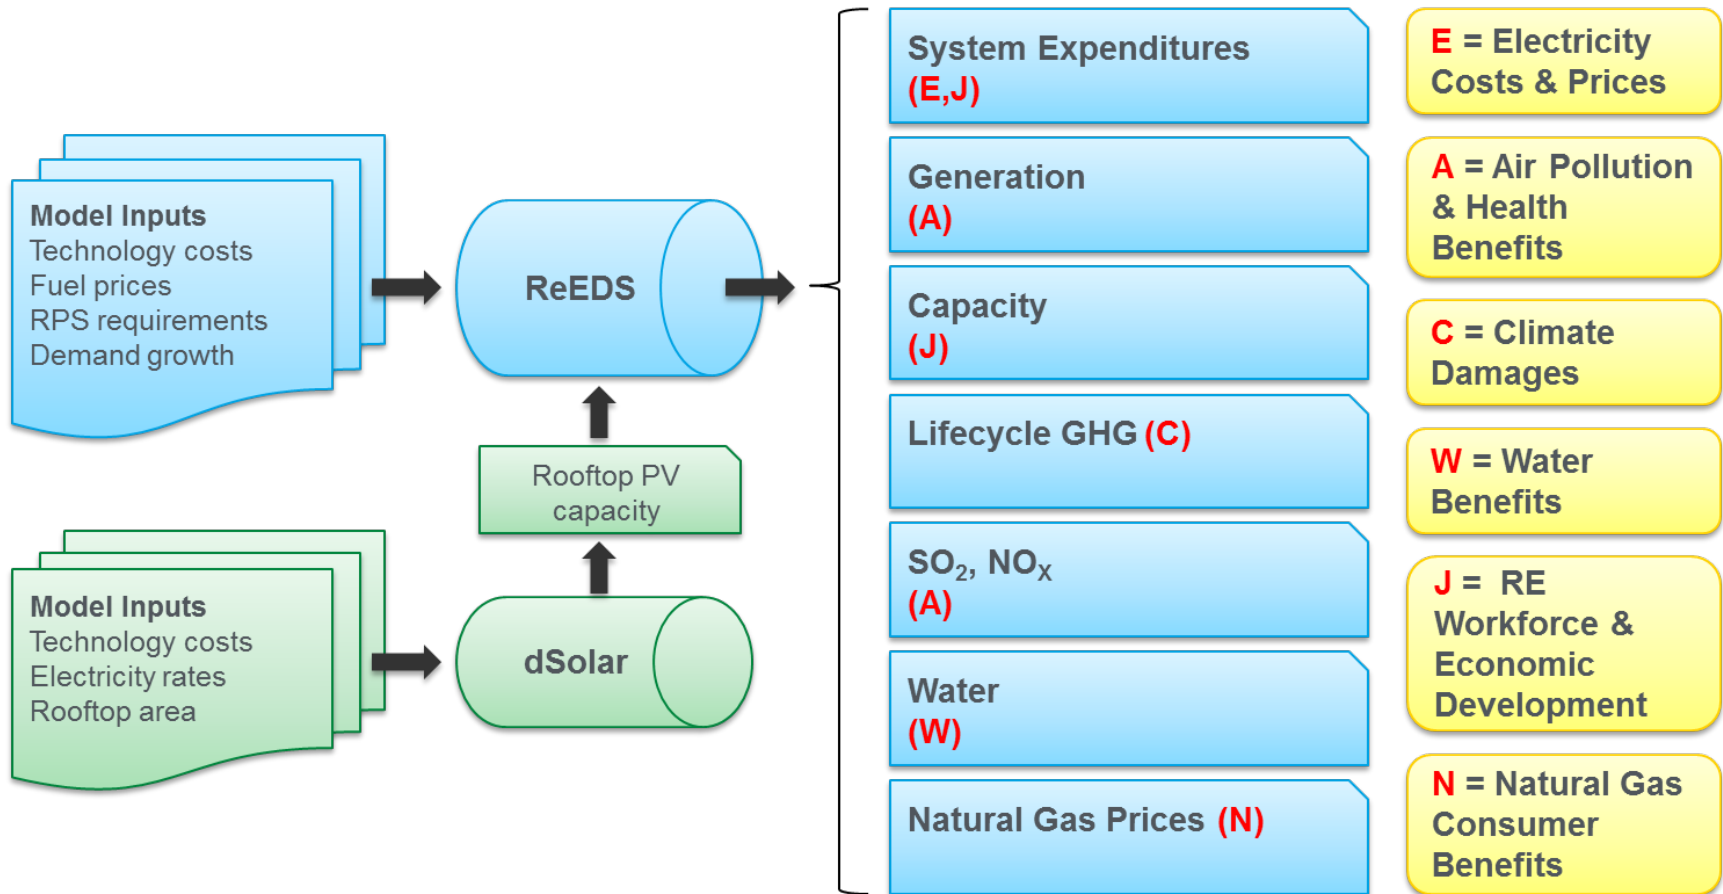 Model Inputs
Technology costs
Fuel prices
RPS requirements
Demand growth
ReEDS
Rooftop PV
capacity
Model Inputs
Technology costs
Electricity rates
Rooftop area
dSolar
System Expenditures
(E,J)
Generation
(A)
Capacity
(J)
Lifecycle GHG (C)
SO₂, NOₓ
(A)
Water
(W)
Natural Gas Prices (N)
E = Electricity
Costs & Prices
A = Air Pollution
& Health
Benefits
C = Climate
Damages
W = Water
Benefits
J = RE
Workforce &
Economic
Development
N = Natural Gas
Consumer
Benefits